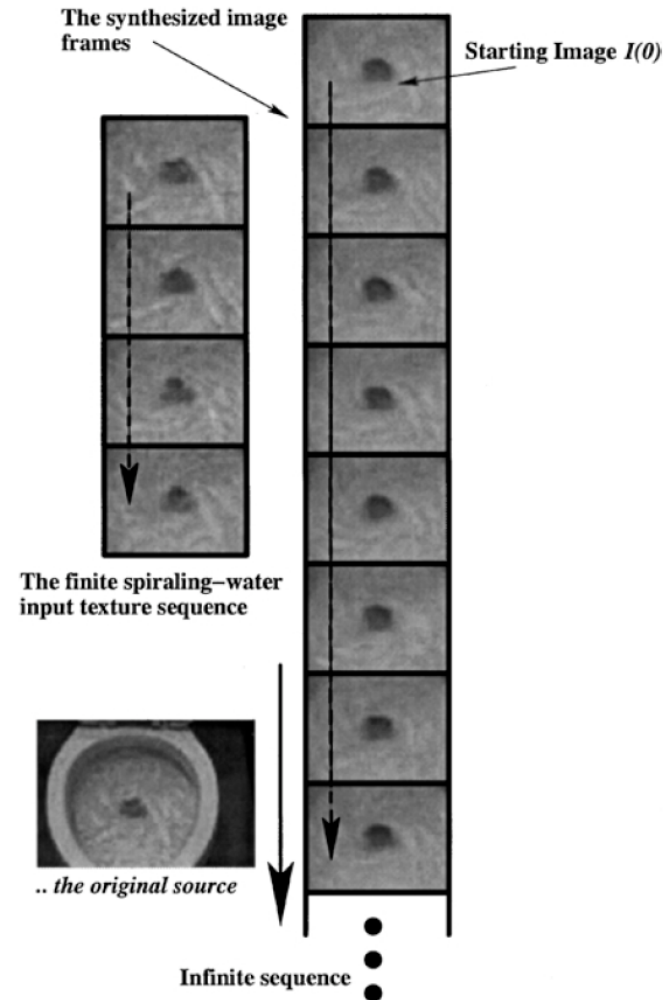 The synthesized image
frames
Starting Image I(0)
The finite spiraling–water
input texture sequence
.. the original source
Infinite sequence